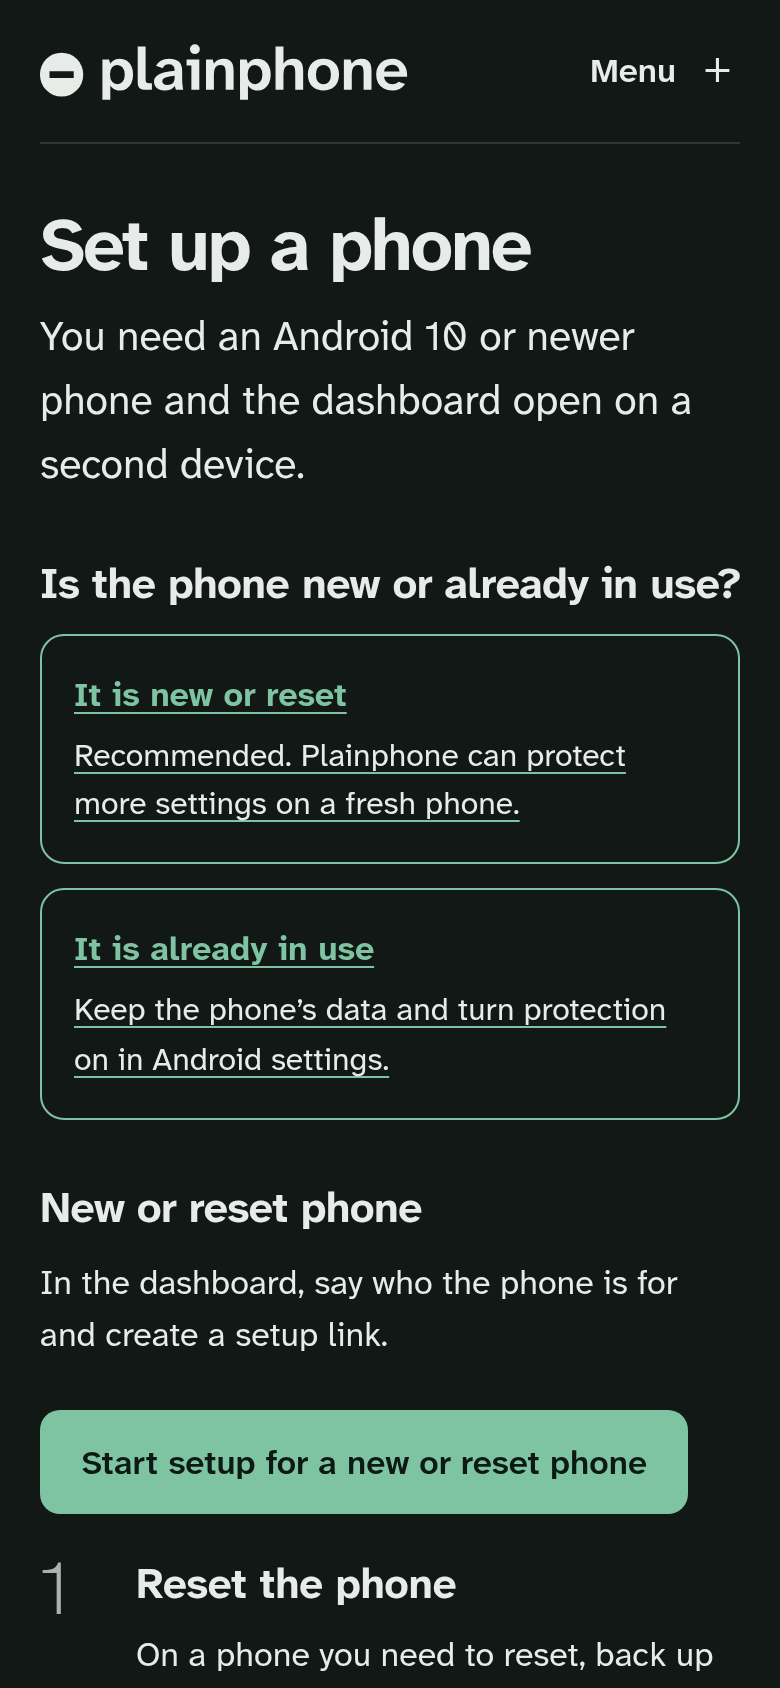 plainphone
Menu +
Set up a phone
You need an Android 10 or newer
phone and the dashboard open on a
second device.
Is the phone new or already in use?
It is new or reset
Recommended. Plainphone can protect
more settings on a fresh phone.
It is already in use
Keep the phone’s data and turn protection
on in Android settings.
New or reset phone
In the dashboard, say who the phone is for
and create a setup link.
Start setup for a new or reset phone
1 Reset the phone
On a phone you need to reset, back up